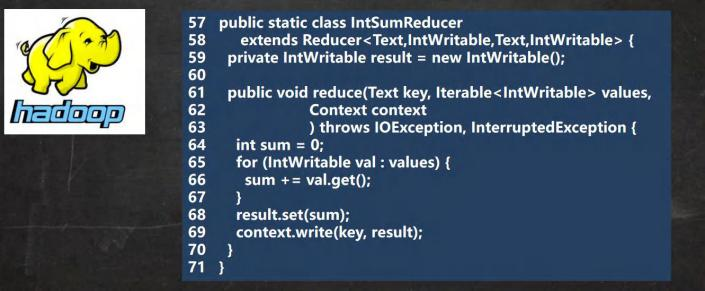 hadoop
57 public static class IntSumReducer
58 extends Reducer<Text,IntWritable,Text,IntWritable> {
59 private IntWritable result = new IntWritable();
60
61 public void reduce(Text key, Iterable<IntWritable> values,
62 Context context
63 ) throws IOException, InterruptedException {
64 int sum = 0;
65 for (IntWritable val : values) {
66 sum += val.get();
67 }
68 result.set(sum);
69 context.write(key, result);
70 }
71 }